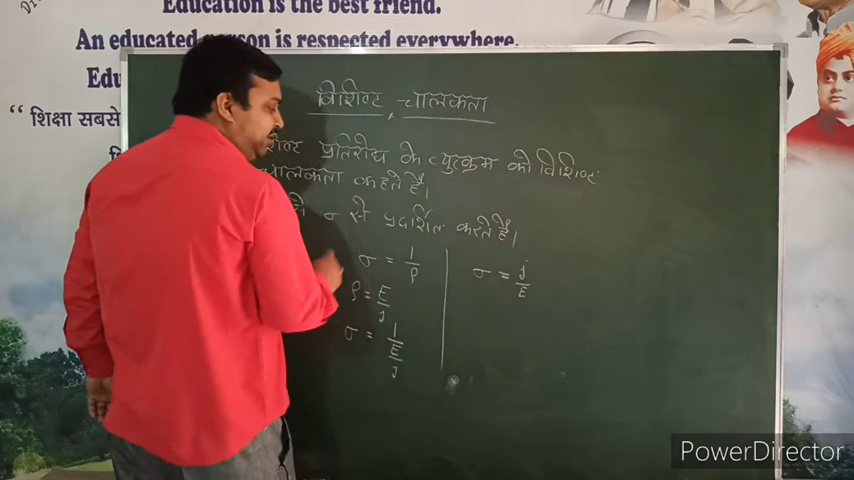 Education is the best friend.
An educated person is respected everywhere.
Edu
" शिक्षा सबसे
विशिष्ट चालकता
प्रतिरोध के व्युत्क्रम को विशिष्ट
चालकता कहते है।
σ से प्रदर्शित करते है।
σ = 1/ρ
ρ = E/j
σ = 1/(E/j)
σ = j/E
PowerDirector